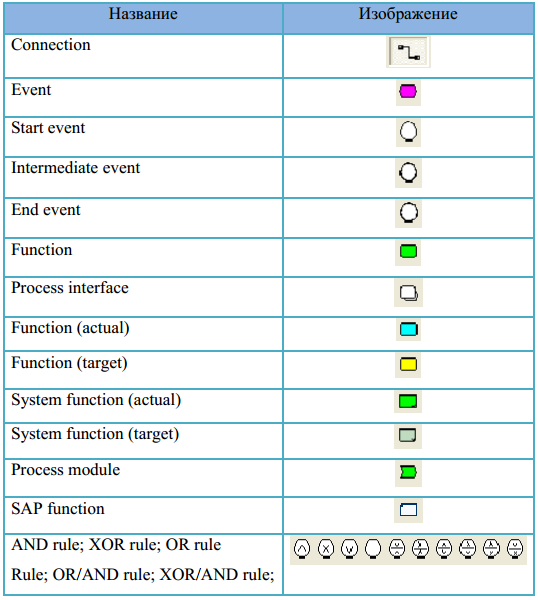 Название Изображение
Connection
Event
Start event
Intermediate event
End event
Function
Process interface
Function (actual)
Function (target)
System function (actual)
System function (target)
Process module
SAP function
AND rule; XOR rule; OR rule
Rule; OR/AND rule; XOR/AND rule;